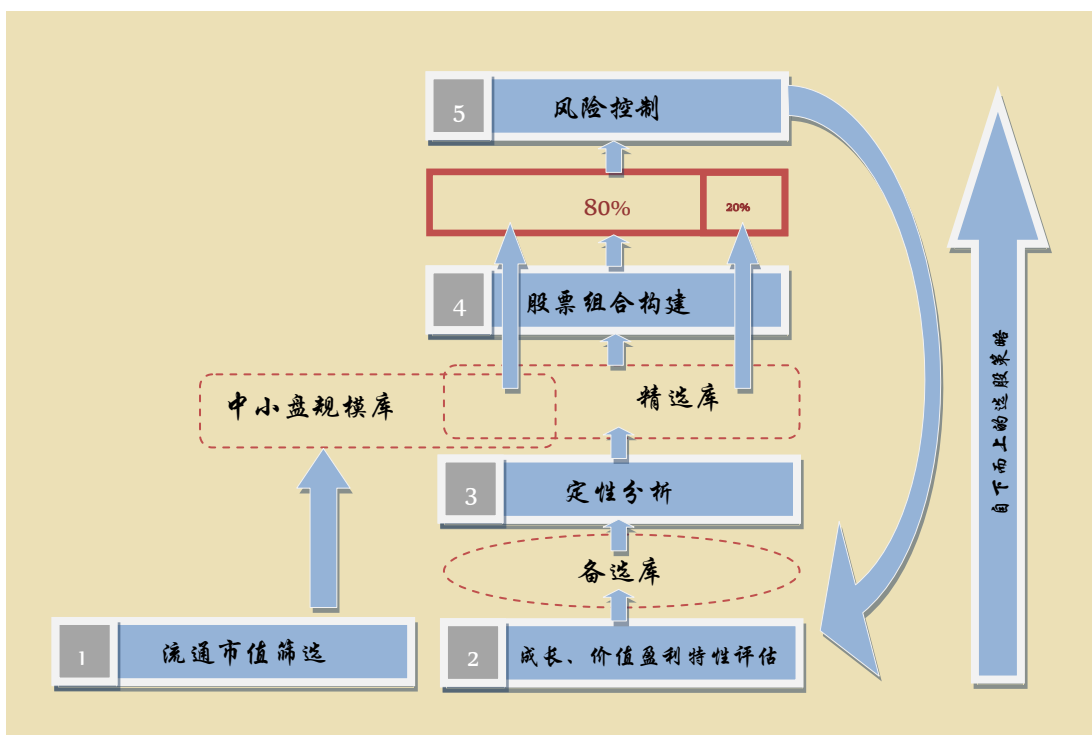 5
风险控制
80%
20%
4
股票组合构建
中小盘规模库
精选库
3
定性分析
备选库
1
流通市值筛选
2
成长、价值盈利特性评估
自下而上的选股策略